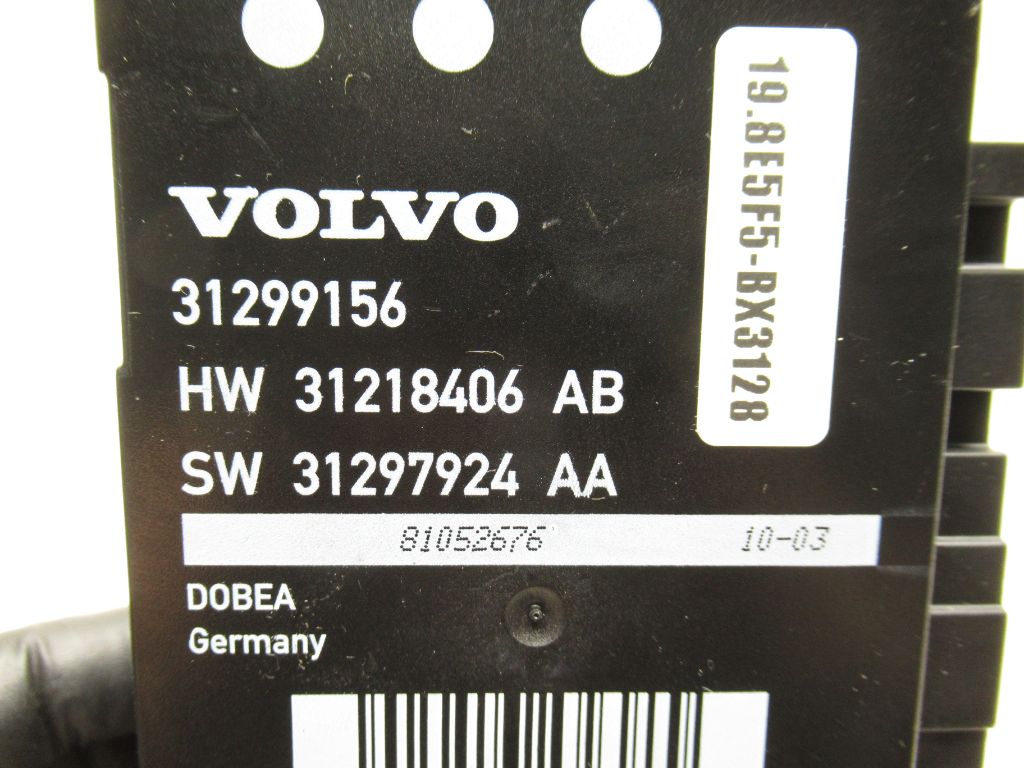 VOLVO
31299156
HW 31218406 AB
SW 31297924 AA
81052676 10-03
DOBEA
Germany
19.8E5F5-BX3128